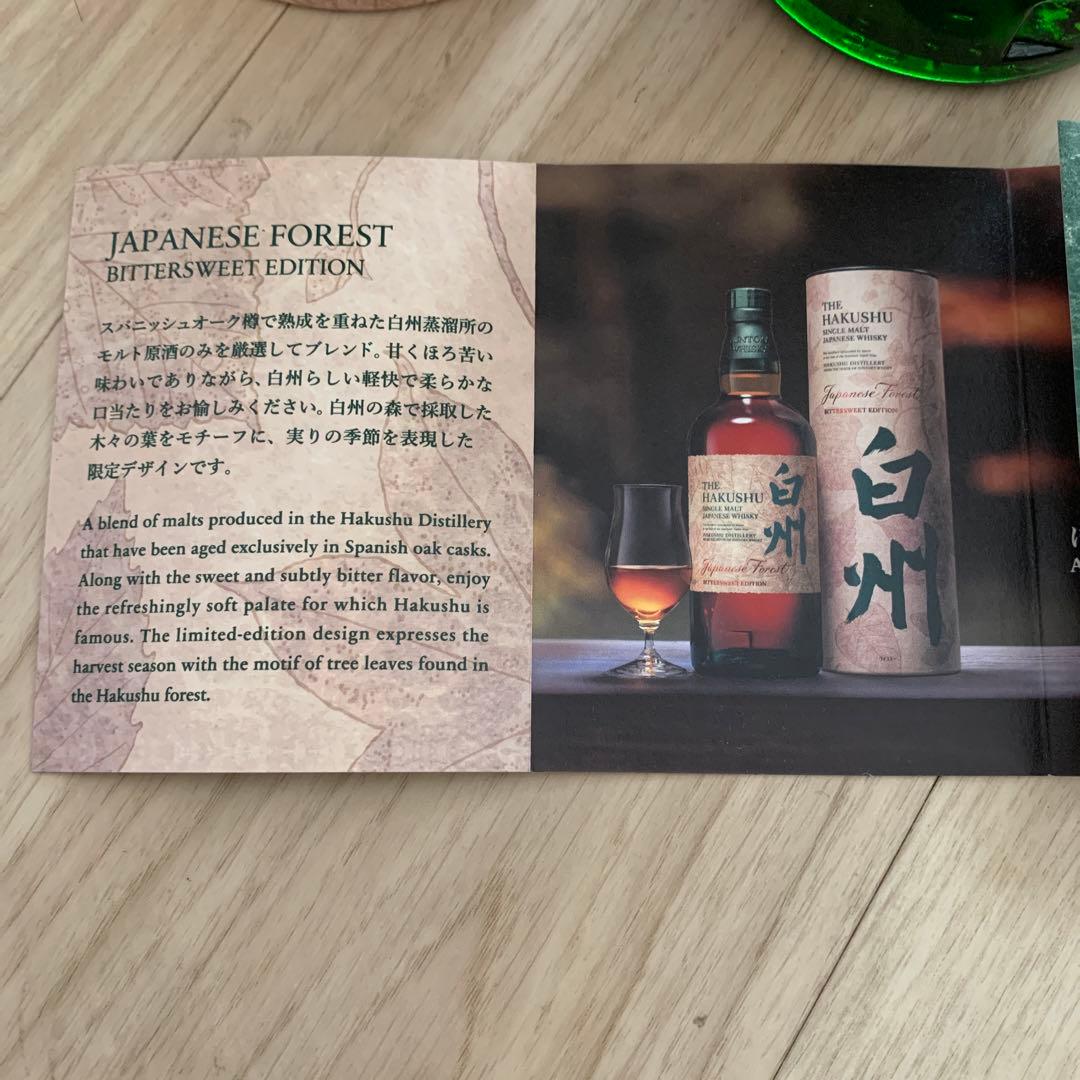 JAPANESE FOREST
BITTERSWEET EDITION
スパニッシュオーク樽で熟成を重ねた白州蒸溜所の
モルト原酒のみを厳選してブレンド。甘くほろ苦い
味わいでありながら、白州らしい軽快で柔らかな
口当たりをお愉しみください。白州の森で採取した
木々の葉をモチーフに、実りの季節を表現した
限定デザインです。
A blend of malts produced in the Hakushu Distillery
that have been aged exclusively in Spanish oak casks.
Along with the sweet and subtly bitter flavor, enjoy
the refreshingly soft palate for which Hakushu is
famous. The limited-edition design expresses the
harvest season with the motif of tree leaves found in
the Hakushu forest.
THE
HAKUSHU
SINGLE MALT
JAPANESE WHISKY
HAKUSHU DISTILLERY
Japanese Forest
BITTERSWEET EDITION
白州
THE
HAKUSHU
SINGLE MALT
JAPANESE WHISKY
HAKUSHU DISTILLERY
Japanese Forest
BITTERSWEET EDITION
白州